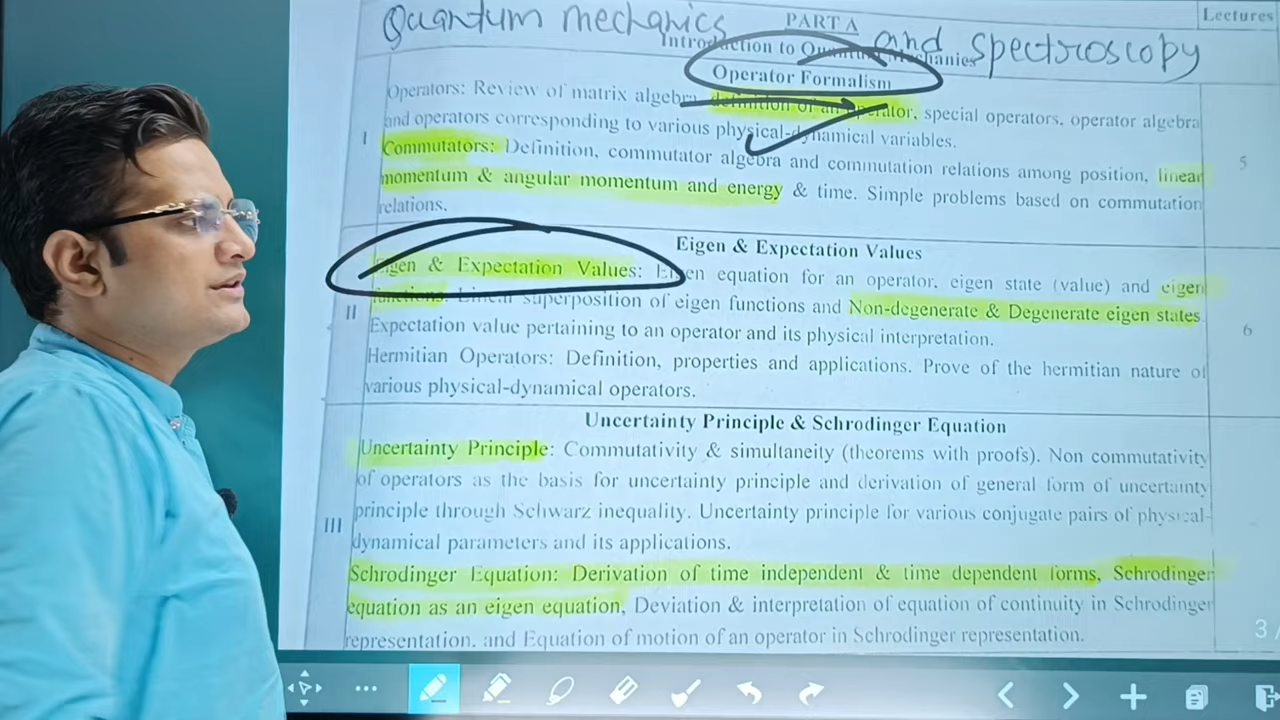 Quantum mechanics and spectroscopy
PART A
Lectures
Introduction to Quantum Mechanics
Operator Formalism
I
Operators: Review of matrix algebra, definition of an operator, special operators, operator algebra
and operators corresponding to various physical-dynamical variables.
Commutators: Definition, commutator algebra and commutation relations among position, linear
momentum & angular momentum and energy & time. Simple problems based on commutation
relations.
5
Eigen & Expectation Values
II
Eigen & Expectation Values: Eigen equation for an operator, eigen state (value) and eigen
functions. Linear superposition of eigen functions and Non-degenerate & Degenerate eigen states
Expectation value pertaining to an operator and its physical interpretation.
Hermitian Operators: Definition, properties and applications. Prove of the hermitian nature of
various physical-dynamical operators.
6
Uncertainty Principle & Schrodinger Equation
III
Uncertainty Principle: Commutativity & simultaneity (theorems with proofs). Non commutativity
of operators as the basis for uncertainty principle and derivation of general form of uncertainty
principle through Schwarz inequality. Uncertainty principle for various conjugate pairs of physical-
dynamical parameters and its applications.
Schrodinger Equation: Derivation of time independent & time dependent forms, Schrodinger
equation as an eigen equation, Deviation & interpretation of equation of continuity in Schrodinger
representation, and Equation of motion of an operator in Schrodinger representation.
3 /